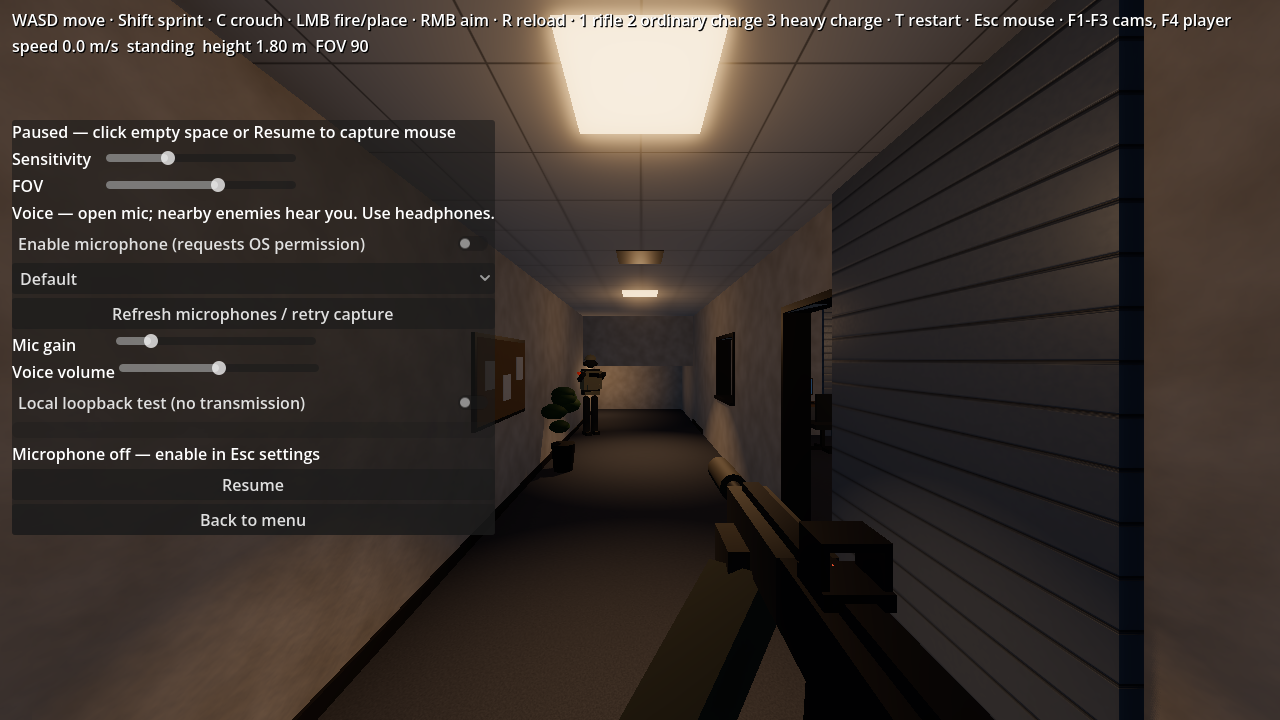 WASD move · Shift sprint · C crouch · LMB fire/place · RMB aim · R reload · 1 rifle 2 ordinary charge 3 heavy charge · T restart · Esc mouse · F1-F3 cams, F4 player
speed 0.0 m/s  standing  height 1.80 m  FOV 90
Paused — click empty space or Resume to capture mouse
Sensitivity
FOV
Voice — open mic; nearby enemies hear you. Use headphones.
Enable microphone (requests OS permission)
Default
Refresh microphones / retry capture
Mic gain
Voice volume
Local loopback test (no transmission)
Microphone off — enable in Esc settings
Resume
Back to menu